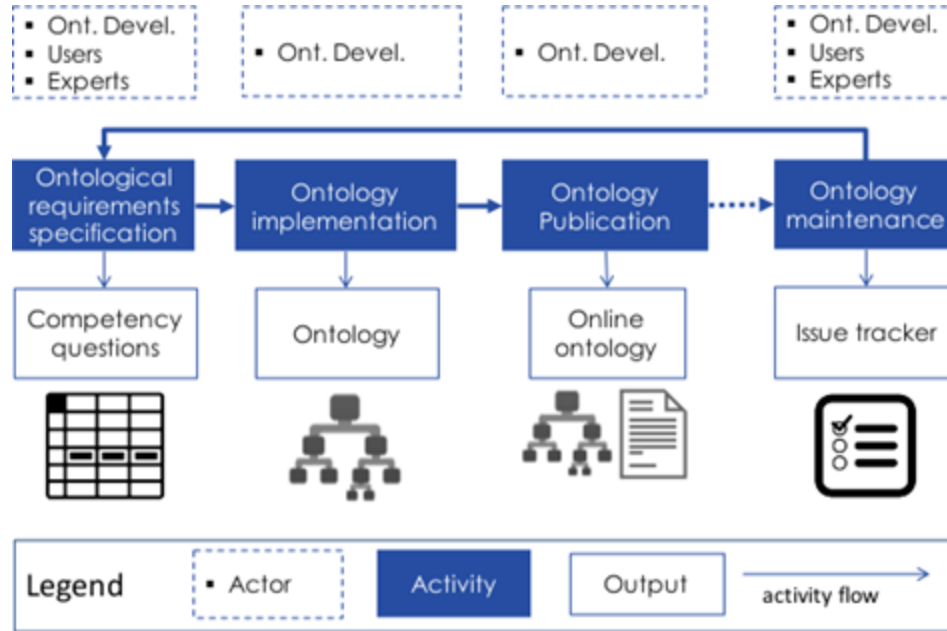 ▪ Ont. Devel.
▪ Users
▪ Experts
▪ Ont. Devel.
▪ Ont. Devel.
▪ Ont. Devel.
▪ Users
▪ Experts
Ontological
requirements
specification
Ontology
implementation
Ontology
Publication
Ontology
maintenance
Competency
questions
Ontology
Online
ontology
Issue tracker
Legend
▪ Actor
Activity
Output
activity flow